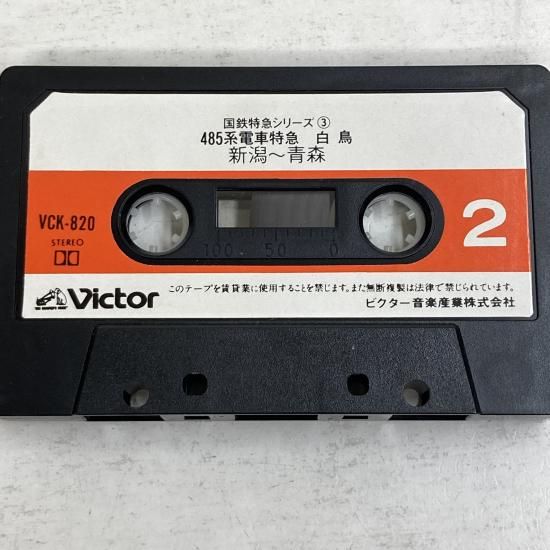 国鉄特急シリーズ③
485系電車特急 白鳥
新潟〜青森
VCK-820
STEREO
2
100 50 0
Victor
このテープを賃貸業に使用することを禁じます。また無断複製は法律で禁じられています。
ビクター音楽産業株式会社